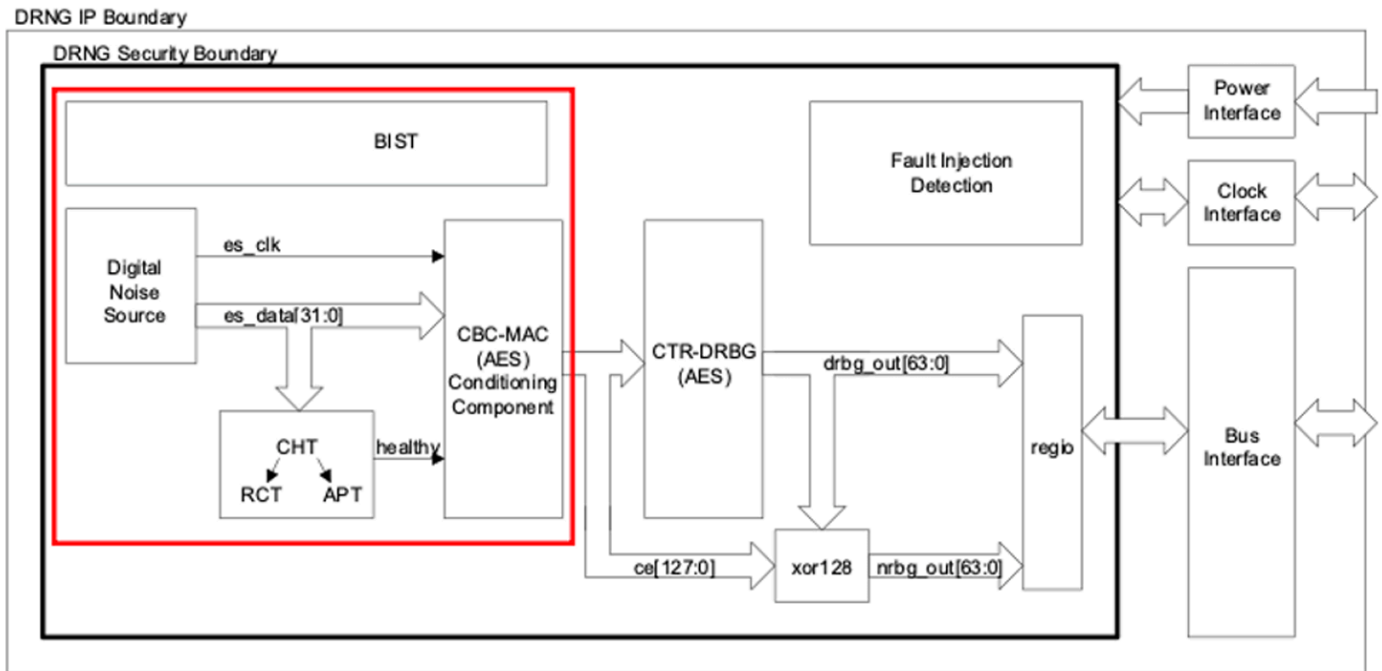 DRNG IP Boundary
DRNG Security Boundary
BIST
Digital
Noise
Source
es_clk
es_data[31:0]
CHT
RCT APT
healthy
CBC-MAC
(AES)
Conditioning
Component
CTR-DRBG
(AES)
ce[127:0]
drbg_out[63:0]
xor128
nrbg_out[63:0]
Fault Injection
Detection
regio
Power
Interface
Clock
Interface
Bus
Interface